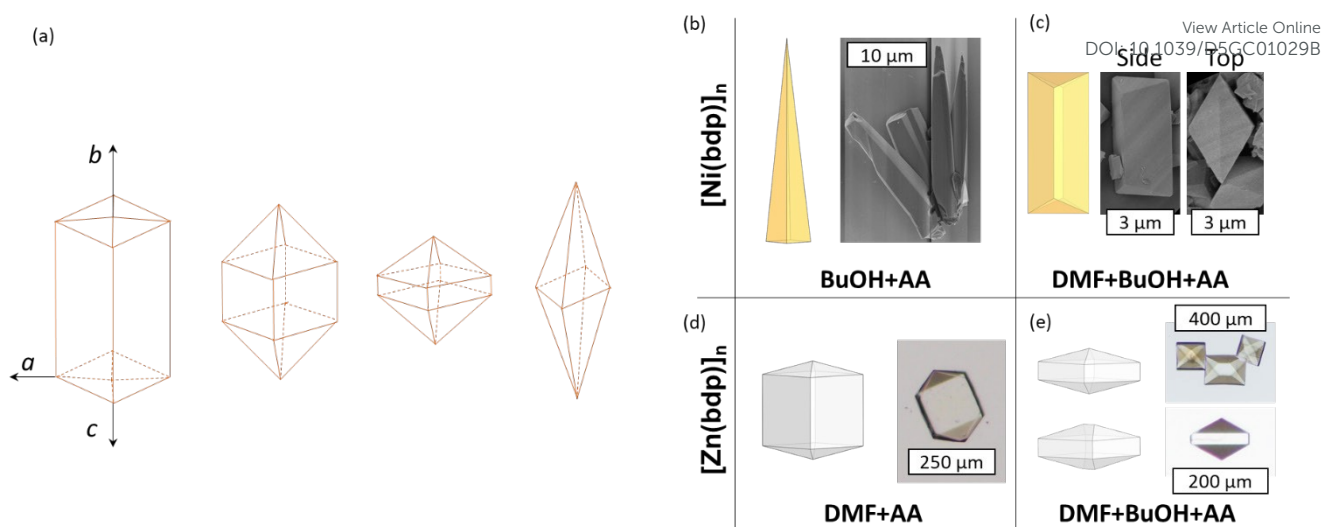 (a)
b
a
c
View Article Online
DOI: 10.1039/D5GC01029B
(b)
10 µm
(c)
Side
Top
[Ni(bdp)]n
3 µm
3 µm
BuOH+AA
DMF+BuOH+AA
(d)
(e)
400 µm
[Zn(bdp)]n
250 µm
200 µm
DMF+AA
DMF+BuOH+AA